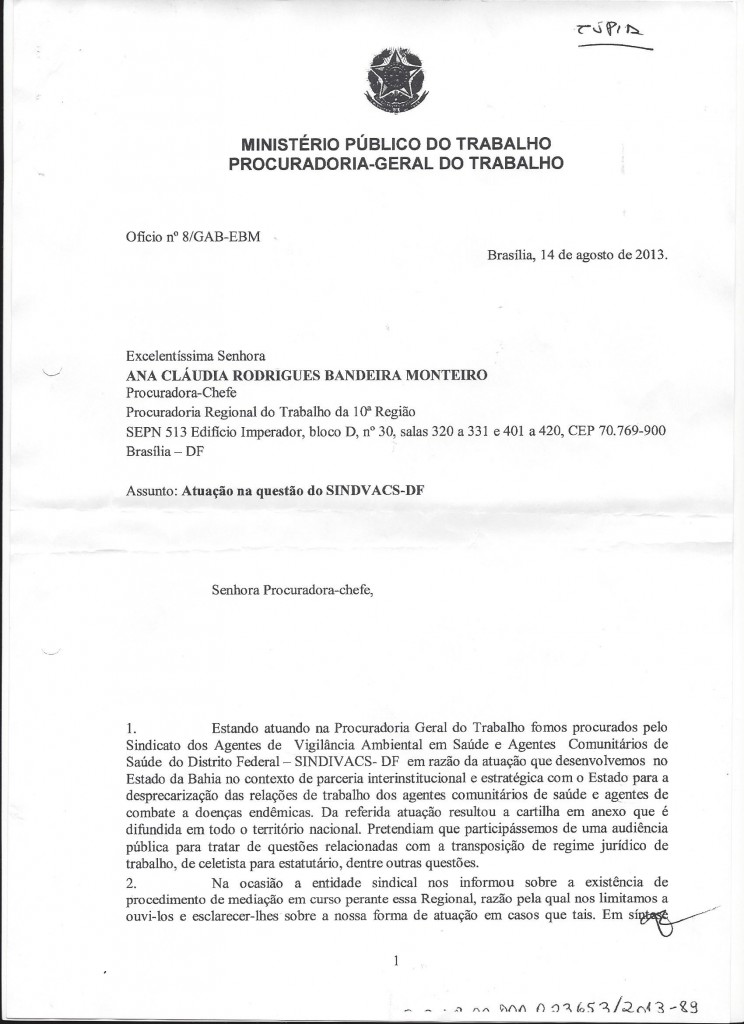 CÓPIA
MINISTÉRIO PÚBLICO DO TRABALHO
PROCURADORIA-GERAL DO TRABALHO
Ofício nº 8/GAB-EBM
Brasília, 14 de agosto de 2013.
Excelentíssima Senhora
ANA CLÁUDIA RODRIGUES BANDEIRA MONTEIRO
Procuradora-Chefe
Procuradoria Regional do Trabalho da 10ª Região
SEPN 513 Edifício Imperador, bloco D, nº 30, salas 320 a 331 e 401 a 420, CEP 70.769-900
Brasília – DF
Assunto: Atuação na questão do SINDVACS-DF
Senhora Procuradora-chefe,
1. Estando atuando na Procuradoria Geral do Trabalho fomos procurados pelo
Sindicato dos Agentes de Vigilância Ambiental em Saúde e Agentes Comunitários de
Saúde do Distrito Federal – SINDIVACS- DF em razão da atuação que desenvolvemos no
Estado da Bahia no contexto de parceria interinstitucional e estratégica com o Estado para a
desprecarização das relações de trabalho dos agentes comunitários de saúde e agentes de
combate a doenças endêmicas. Da referida atuação resultou a cartilha em anexo que é
difundida em todo o território nacional. Pretendiam que participássemos de uma audiência
pública para tratar de questões relacionadas com a transposição de regime jurídico de
trabalho, de celetista para estatutário, dentre outras questões.
2. Na ocasião a entidade sindical nos informou sobre a existência de
procedimento de mediação em curso perante essa Regional, razão pela qual nos limitamos a
ouvi-los e esclarecer-lhes sobre a nossa forma de atuação em casos que tais. Em síntese
1
003653/2013-89